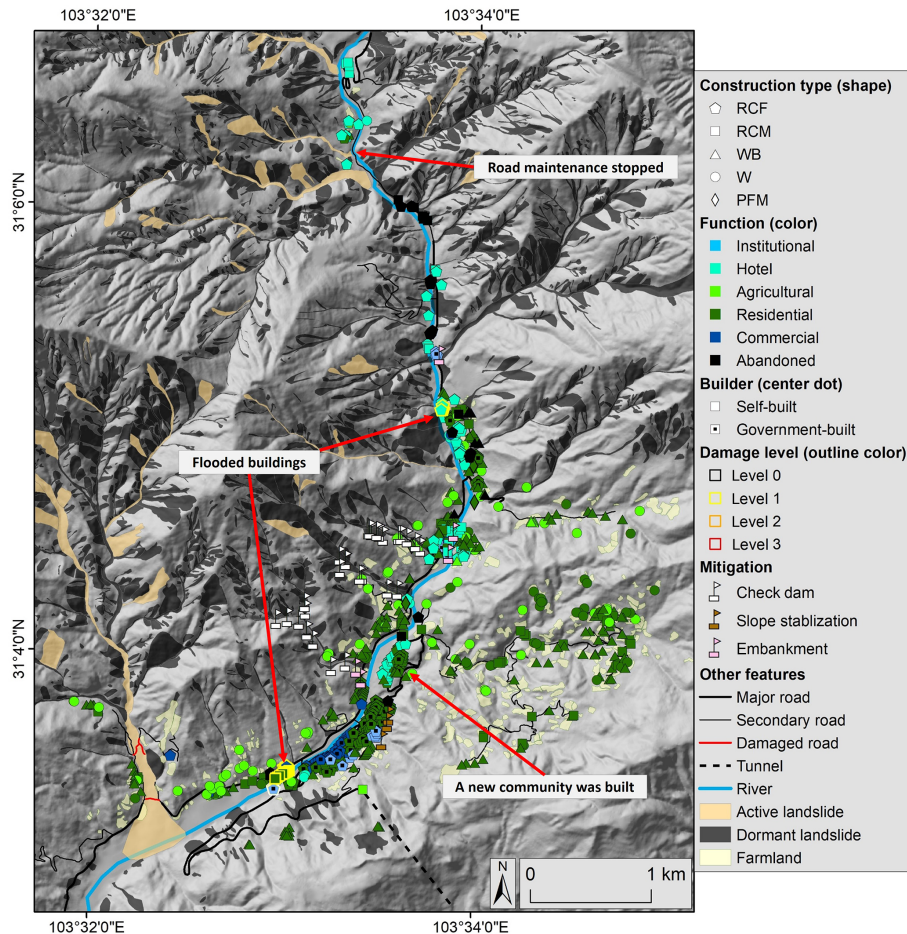 103°32'0"E
103°34'0"E
31°6'0"N
31°4'0"N
Road maintenance stopped
Flooded buildings
A new community was built
N
0
1 km
103°32'0"E
103°34'0"E
Construction type (shape)
RCF
RCM
WB
W
PFM
Function (color)
Institutional
Hotel
Agricultural
Residential
Commercial
Abandoned
Builder (center dot)
Self-built
Government-built
Damage level (outline color)
Level 0
Level 1
Level 2
Level 3
Mitigation
Check dam
Slope stablization
Embankment
Other features
Major road
Secondary road
Damaged road
Tunnel
River
Active landslide
Dormant landslide
Farmland